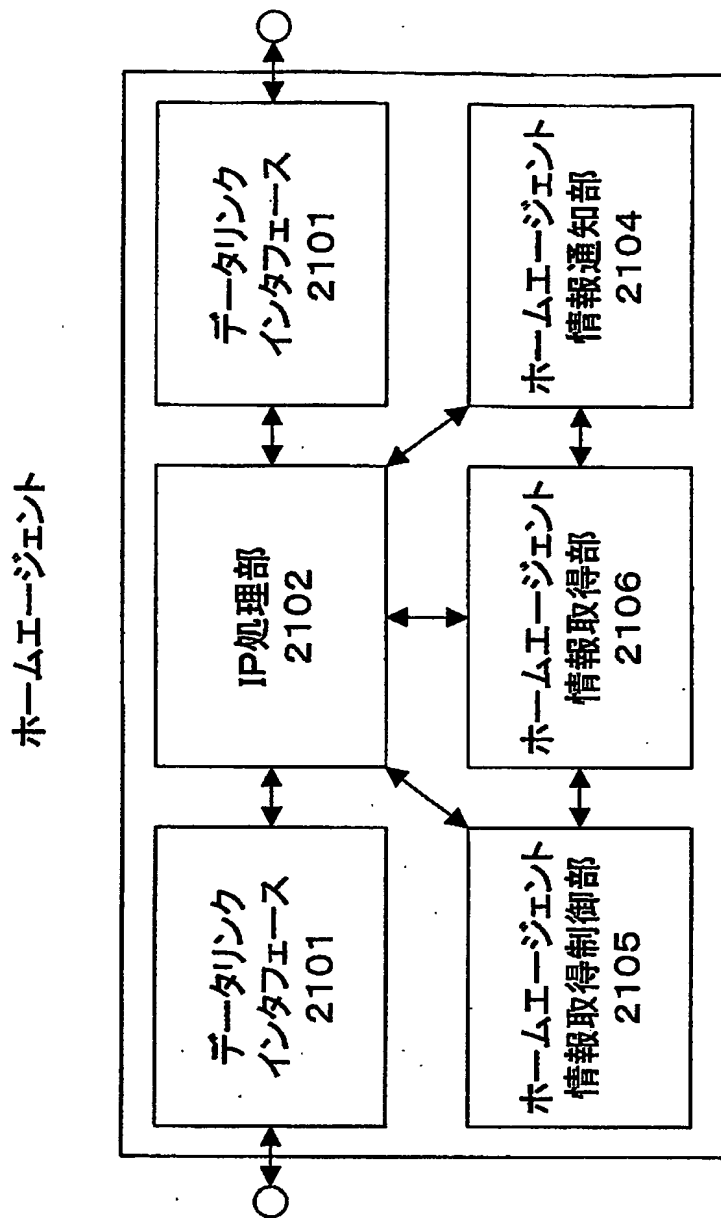 ホームエージェント
データリンク
インタフェース
2101
IP処理部
2102
データリンク
インタフェース
2101
ホームエージェント
情報取得制御部
2105
ホームエージェント
情報取得部
2106
ホームエージェント
情報通知部
2104